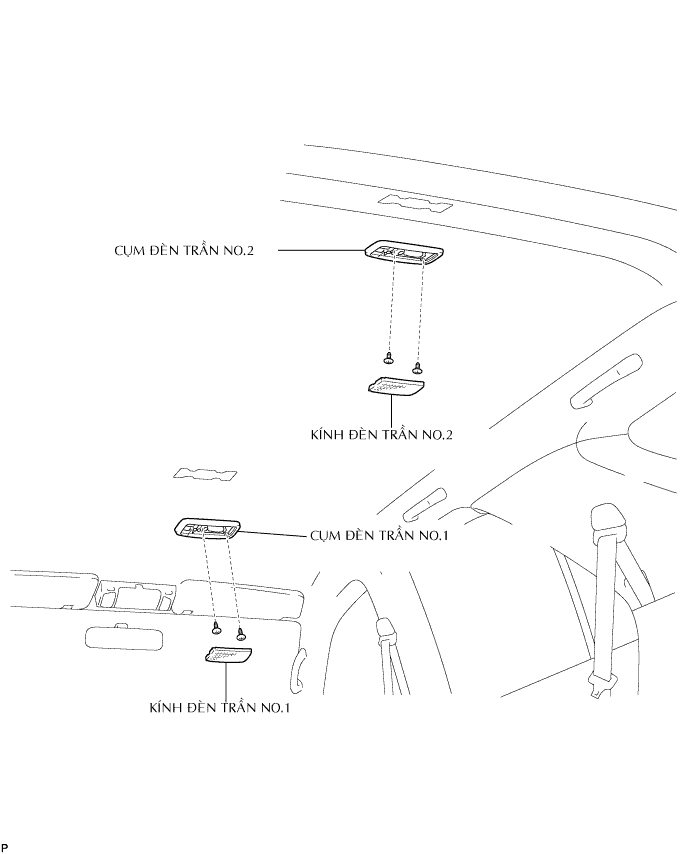 CỤM ĐÈN TRẦN NO.2
KÍNH ĐÈN TRẦN NO.2
CỤM ĐÈN TRẦN NO.1
KÍNH ĐÈN TRẦN NO.1
P